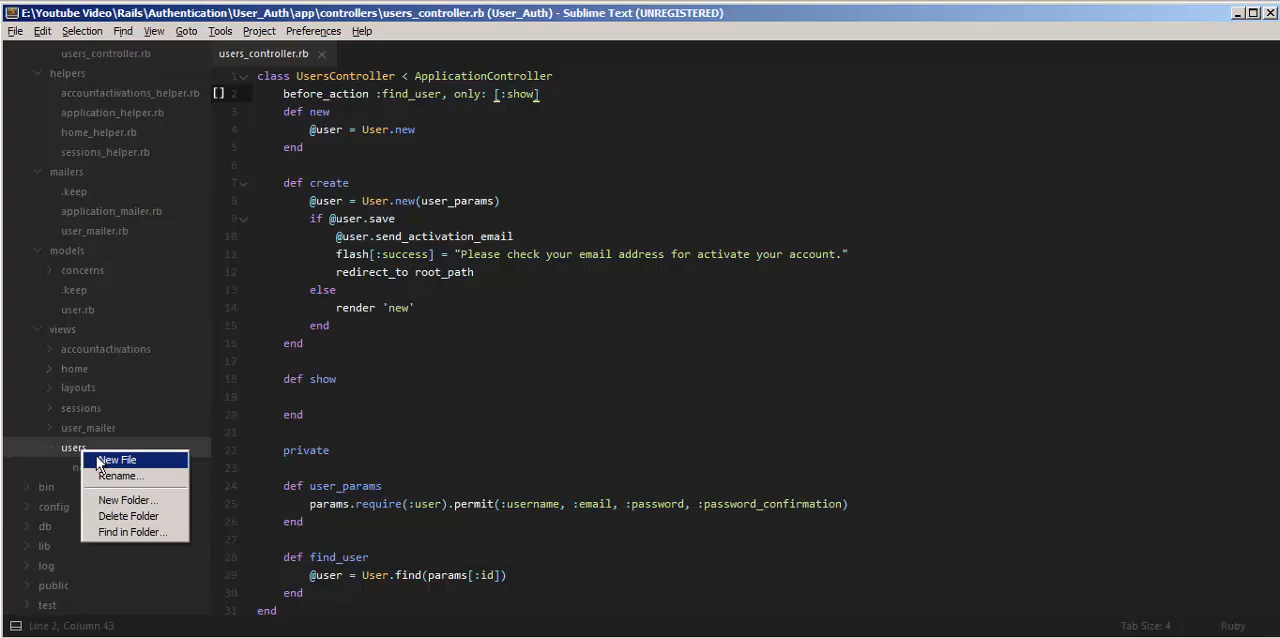 E:\Youtube Video\Rails\Authentication\User_Auth\app\controllers\users_controller.rb (User_Auth) - Sublime Text (UNREGISTERED)
File Edit Selection Find View Goto Tools Project Preferences Help
users_controller.rb
helpers
accountactivations_helper.rb
application_helper.rb
home_helper.rb
sessions_helper.rb
mailers
.keep
application_mailer.rb
user_mailer.rb
models
concerns
.keep
user.rb
views
accountactivations
home
layouts
sessions
user_mailer
users
bin
config
db
lib
log
public
test
New File
Rename...
New Folder...
Delete Folder
Find in Folder...
users_controller.rb
1 class UsersController < ApplicationController
2 before_action :find_user, only: [:show]
3 def new
4 @user = User.new
5 end
6
7 def create
8 @user = User.new(user_params)
9 if @user.save
10 @user.send_activation_email
11 flash[:success] = "Please check your email address for activate your account."
12 redirect_to root_path
13 else
14 render 'new'
15 end
16 end
17
18 def show
19
20 end
21
22 private
23
24 def user_params
25 params.require(:user).permit(:username, :email, :password, :password_confirmation)
26 end
27
28 def find_user
29 @user = User.find(params[:id])
30 end
31 end
Line 2, Column 43
Tab Size: 4
Ruby